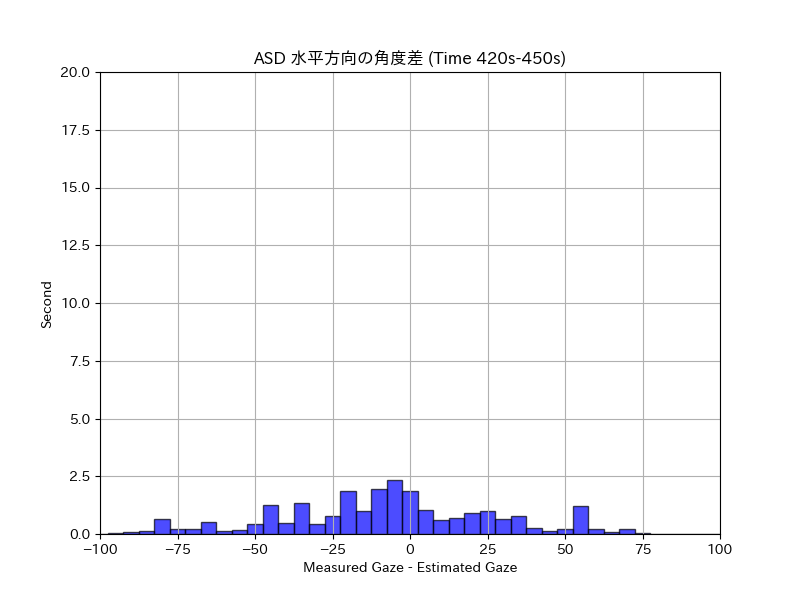 ASD 水平方向の角度差 (Time 420s-450s)
20.0
17.5
15.0
12.5
10.0
7.5
5.0
2.5
0.0
Second
−100 −75 −50 −25 0 25 50 75 100
Measured Gaze - Estimated Gaze